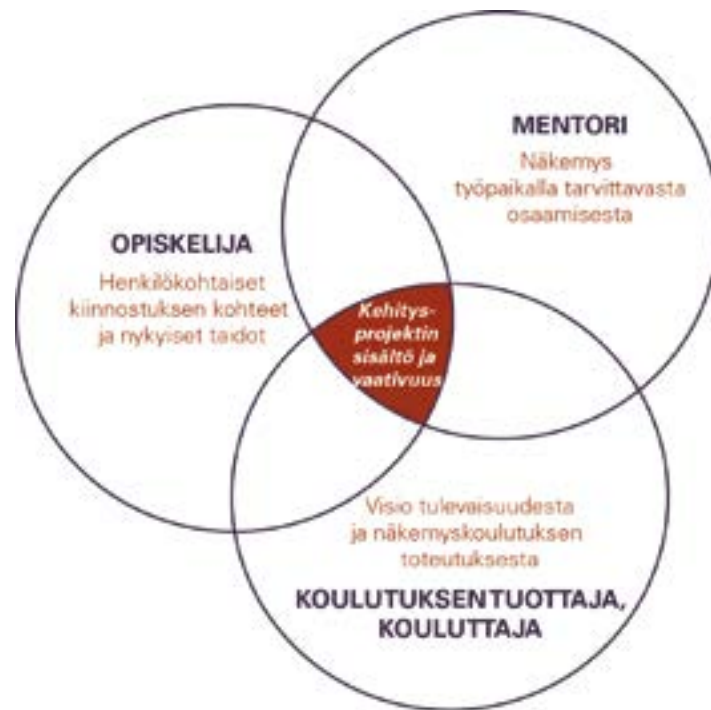 MENTORI
Näkemys
työpaikalla tarvittavasta
osaamisesta
OPISKELIJA
Henkilökohtaiset
kiinnostuksen kohteet
ja nykyiset taidot
Kehitys-
projektin
sisältö ja
vaativuus
Visio tulevaisuudesta
ja näkemyskoulutuksen
toteutuksesta
KOULUTUKSENTUOTTAJA,
KOULUTTAJA